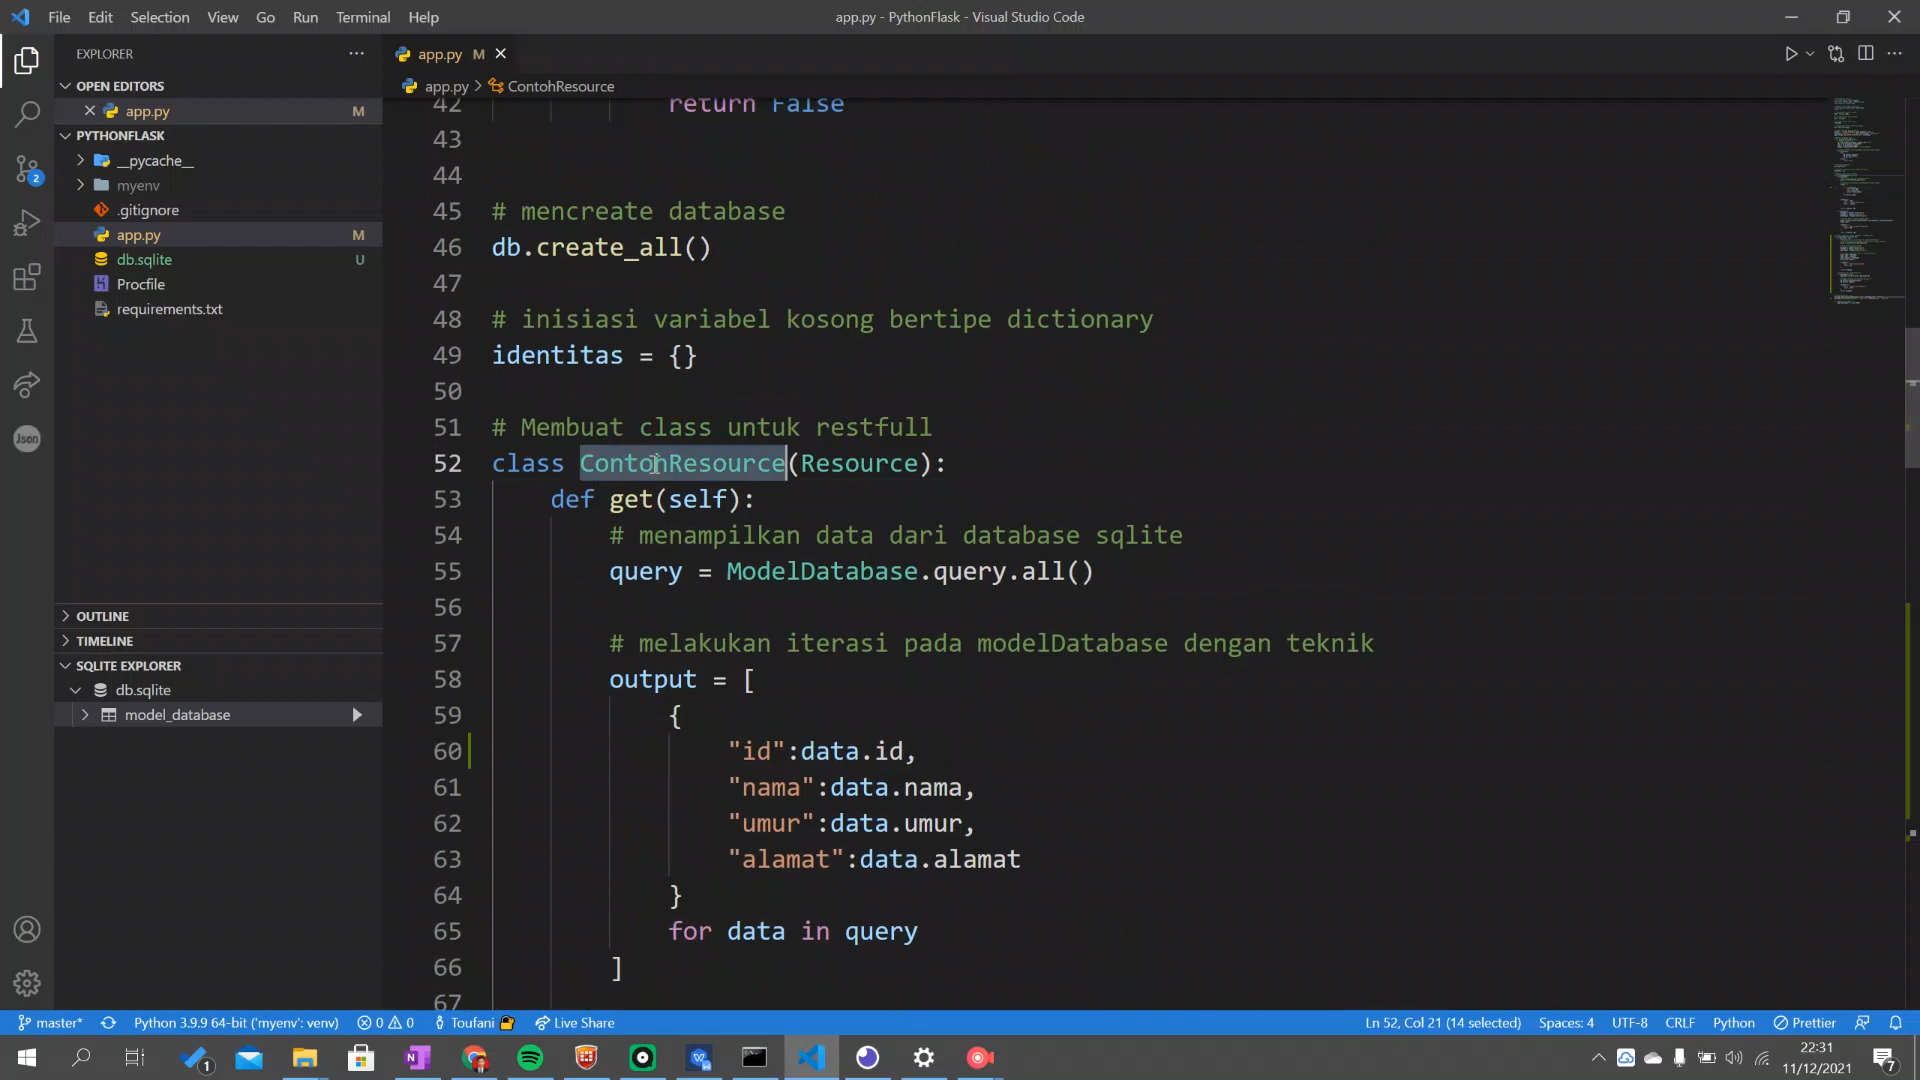 File Edit Selection View Go Run Terminal Help
app.py - PythonFlask - Visual Studio Code
EXPLORER
OPEN EDITORS
app.py M
PYTHONFLASK
__pycache__
myenv
.gitignore
app.py M
db.sqlite U
Procfile
requirements.txt
OUTLINE
TIMELINE
SQLITE EXPLORER
db.sqlite
model_database
2
Json
app.py M
app.py > ContohResource
42 return False
43
44
45 # mencreate database
46 db.create_all()
47
48 # inisiasi variabel kosong bertipe dictionary
49 identitas = {}
50
51 # Membuat class untuk restfull
52 class ContohResource(Resource):
53 def get(self):
54 # menampilkan data dari database sqlite
55 query = ModelDatabase.query.all()
56
57 # melakukan iterasi pada modelDatabase dengan teknik
58 output = [
59 {
60 "id":data.id,
61 "nama":data.nama,
62 "umur":data.umur,
63 "alamat":data.alamat
64 }
65 for data in query
66 ]
67
master* Python 3.9.9 64-bit ('myenv': venv) 0 0 Toufani Live Share
Ln 52, Col 21 (14 selected) Spaces: 4 UTF-8 CRLF Python Prettier
1
22:31
11/12/2021
7